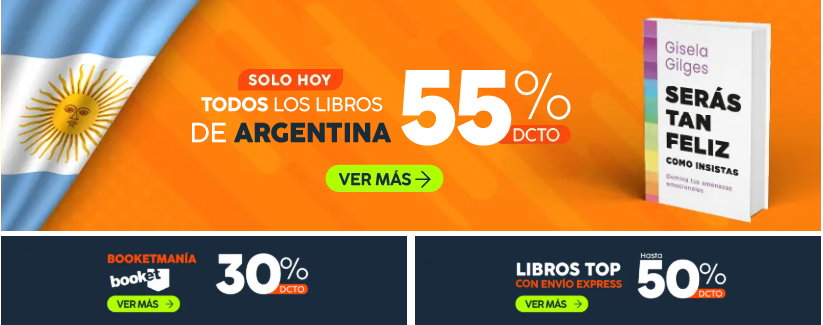 SOLO HOY
TODOS LOS LIBROS
DE ARGENTINA
55%
DCTO
VER MÁS →
Gisela
Gilges
SERÁS
TAN
FELIZ
COMO INSISTAS
Domina tus amenazas
emocionales
BOOKETMANÍA
booket
30%
DCTO
VER MÁS →
LIBROS TOP
CON ENVÍO EXPRESS
Hasta
50%
DCTO
VER MÁS →